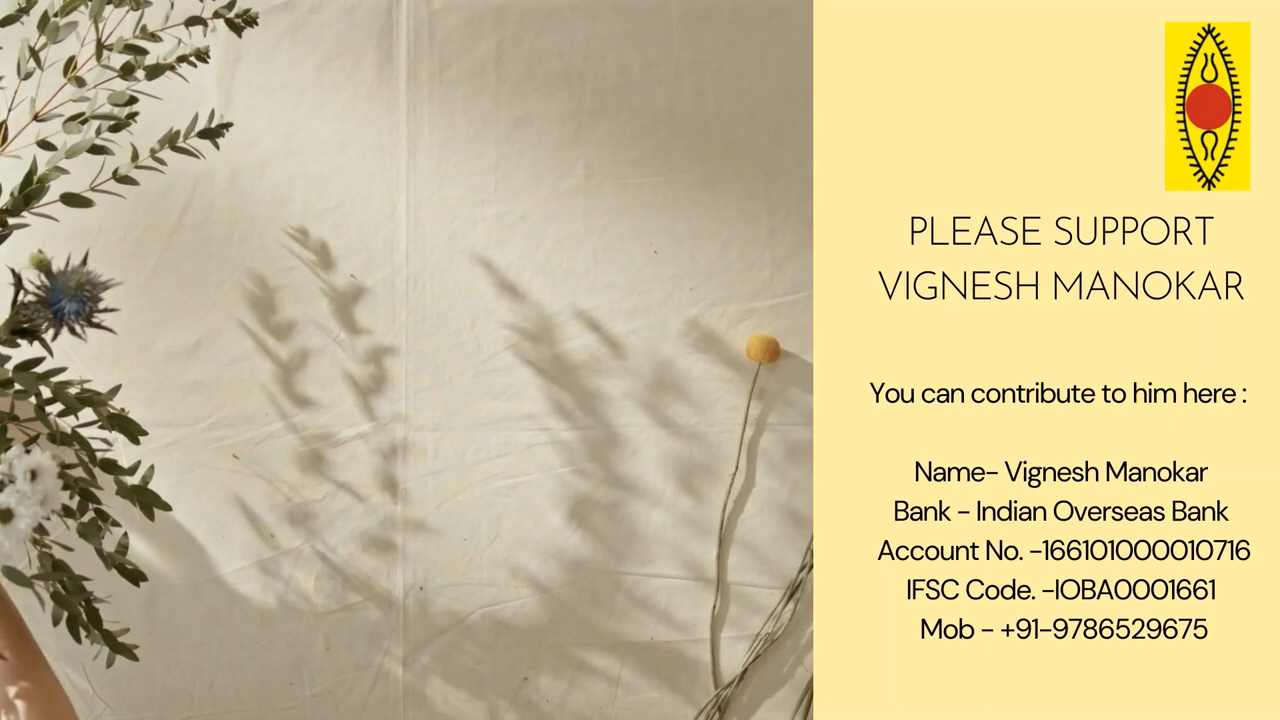 PLEASE SUPPORT
VIGNESH MANOKAR
You can contribute to him here :
Name- Vignesh Manokar
Bank - Indian Overseas Bank
Account No. -166101000010716
IFSC Code. -IOBA0001661
Mob - +91-9786529675